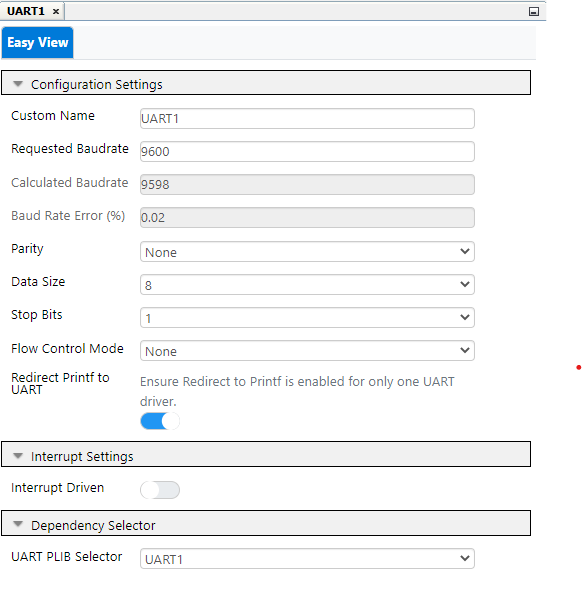 UART1 ×
Easy View
Configuration Settings
Custom Name UART1
Requested Baudrate 9600
Calculated Baudrate 9598
Baud Rate Error (%) 0.02
Parity None
Data Size 8
Stop Bits 1
Flow Control Mode None
Redirect Printf to
UART
Ensure Redirect to Printf is enabled for only one UART
driver.
Interrupt Settings
Interrupt Driven
Dependency Selector
UART PLIB Selector UART1